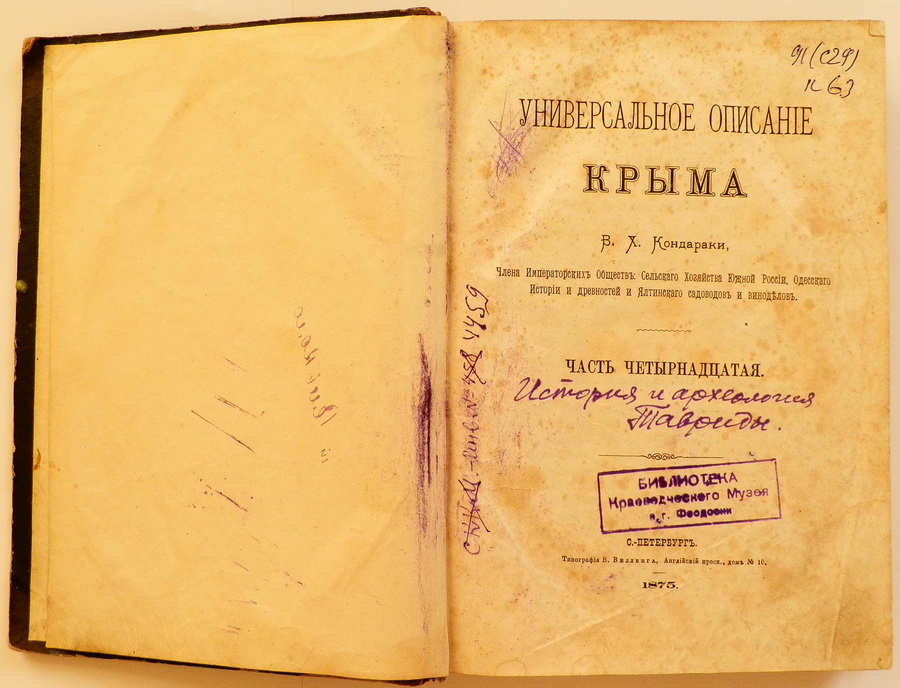 91(С29)
К 63
УНИВЕРСАЛЬНОЕ ОПИСАНІЕ
КРЫМА
В. Х. Кондараки,
Члена Императорскихъ Обществъ: Сельскаго Хозяйства Южной Россіи, Одесскаго
Исторіи и древностей и Ялтинскаго садоводовъ и винодѣловъ.
ЧАСТЬ ЧЕТЫРНАДЦАТАЯ.
История и археология
Тавриды.
БИБЛИОТЕКА
Краеведческого Музея
в г. Феодосии
С.-ПЕТЕРБУРГЪ.
Типографія В. Виллинга, Англійскій просп., домъ № 10.
1875.
4459